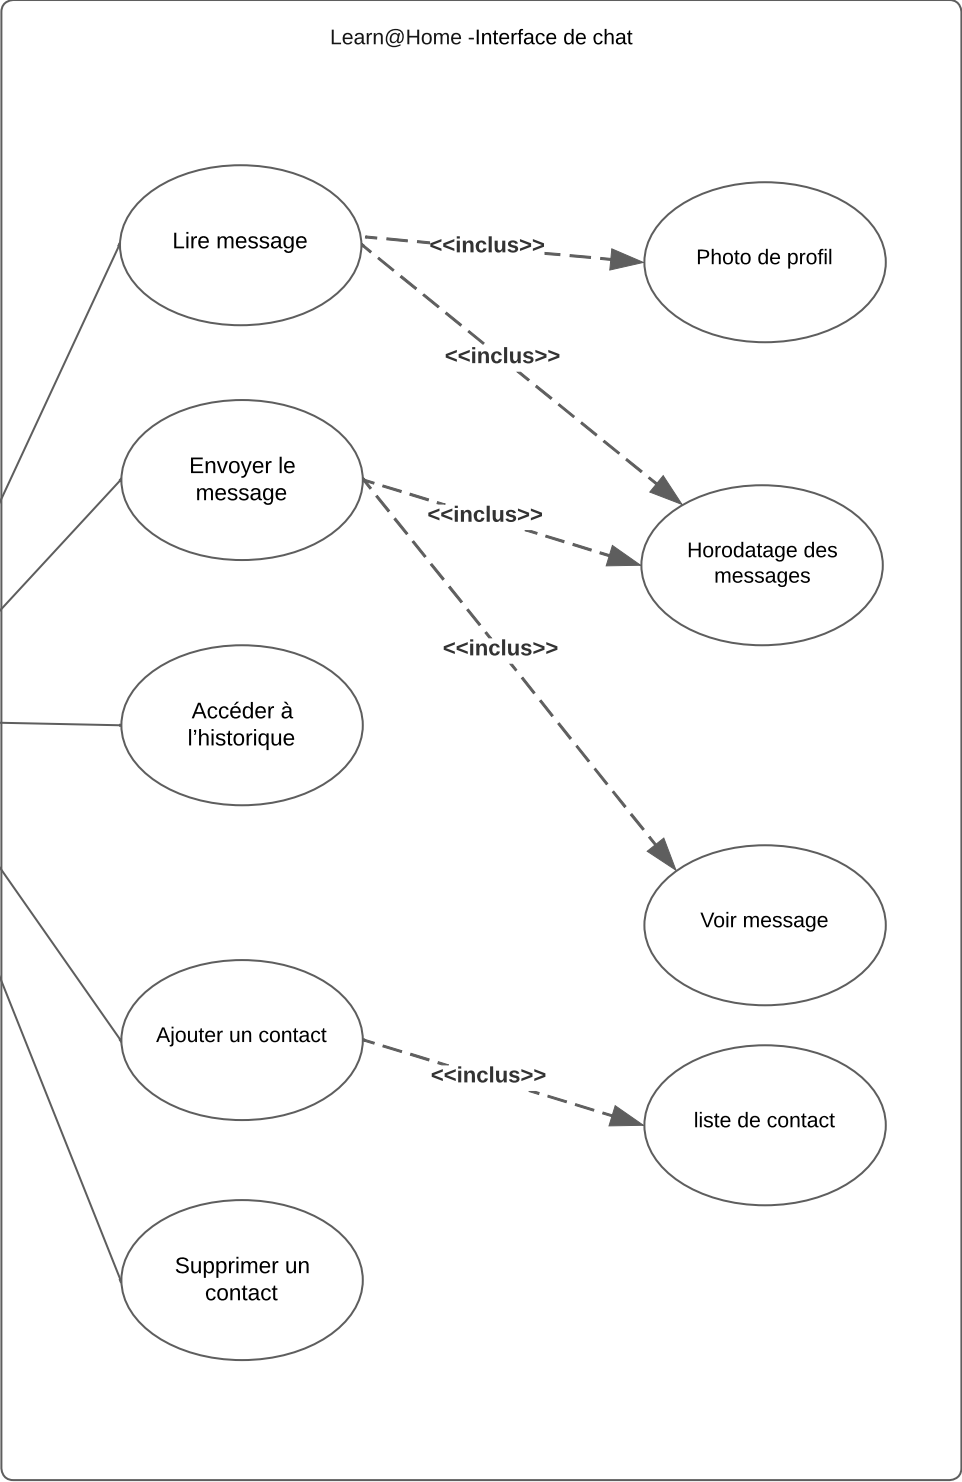 Learn@Home -Interface de chat
Lire message
<<inclus>>
Photo de profil
<<inclus>>
Envoyer le
message
<<inclus>>
Horodatage des
messages
<<inclus>>
Accéder à
l’historique
Voir message
Ajouter un contact
<<inclus>>
liste de contact
Supprimer un
contact